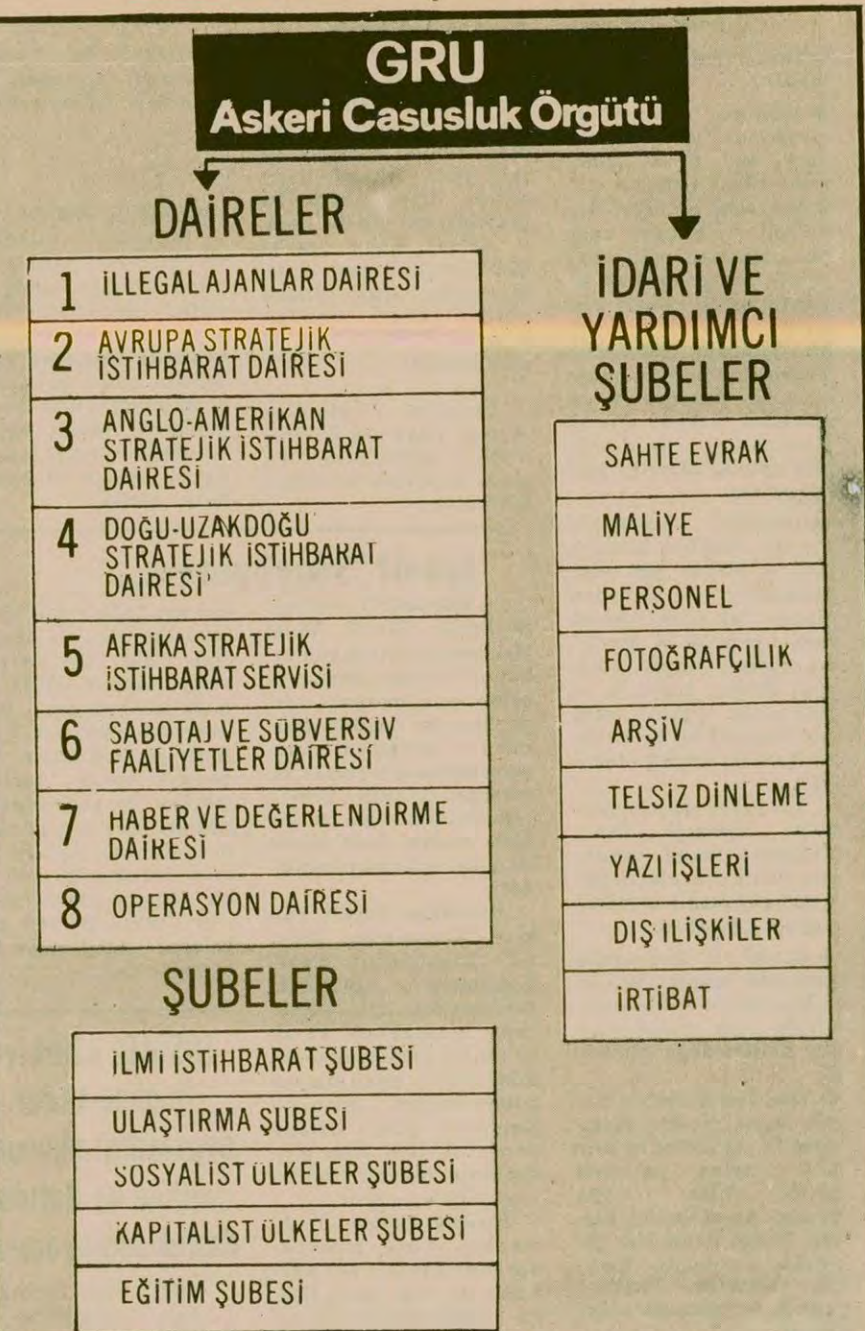 GRU
Askeri Casusluk Örgütü
DAİRELER
1 İLLEGAL AJANLAR DAİRESİ
2 AVRUPA STRATEJİK
İSTİHBARAT DAİRESİ
3 ANGLO-AMERİKAN
STRATEJİK İSTİHBARAT
DAİRESİ
4 DOĞU-UZAKDOĞU
STRATEJİK İSTİHBARAT
DAİRESİ'
5 AFRİKA STRATEJİK
İSTİHBARAT SERVİSİ
6 SABOTAJ VE SÜBVERSİV
FAALİYETLER DAİRESİ
7 HABER VE DEĞERLENDİRME
DAİRESİ
8 OPERASYON DAİRESİ
ŞUBELER
İLMİ İSTİHBARAT ŞUBESİ
ULAŞTIRMA ŞUBESİ
SOSYALİST ÜLKELER ŞÜBESİ
KAPİTALİST ÜLKELER ŞUBESİ
EĞİTİM ŞUBESİ
İDARİ VE
YARDIMCI
ŞUBELER
SAHTE EVRAK
MALİYE
PERSONEL
FOTOĞRAFÇILIK
ARŞİV
TELSİZ DİNLEME
YAZI İŞLERİ
DIŞ İLİŞKİLER
İRTİBAT